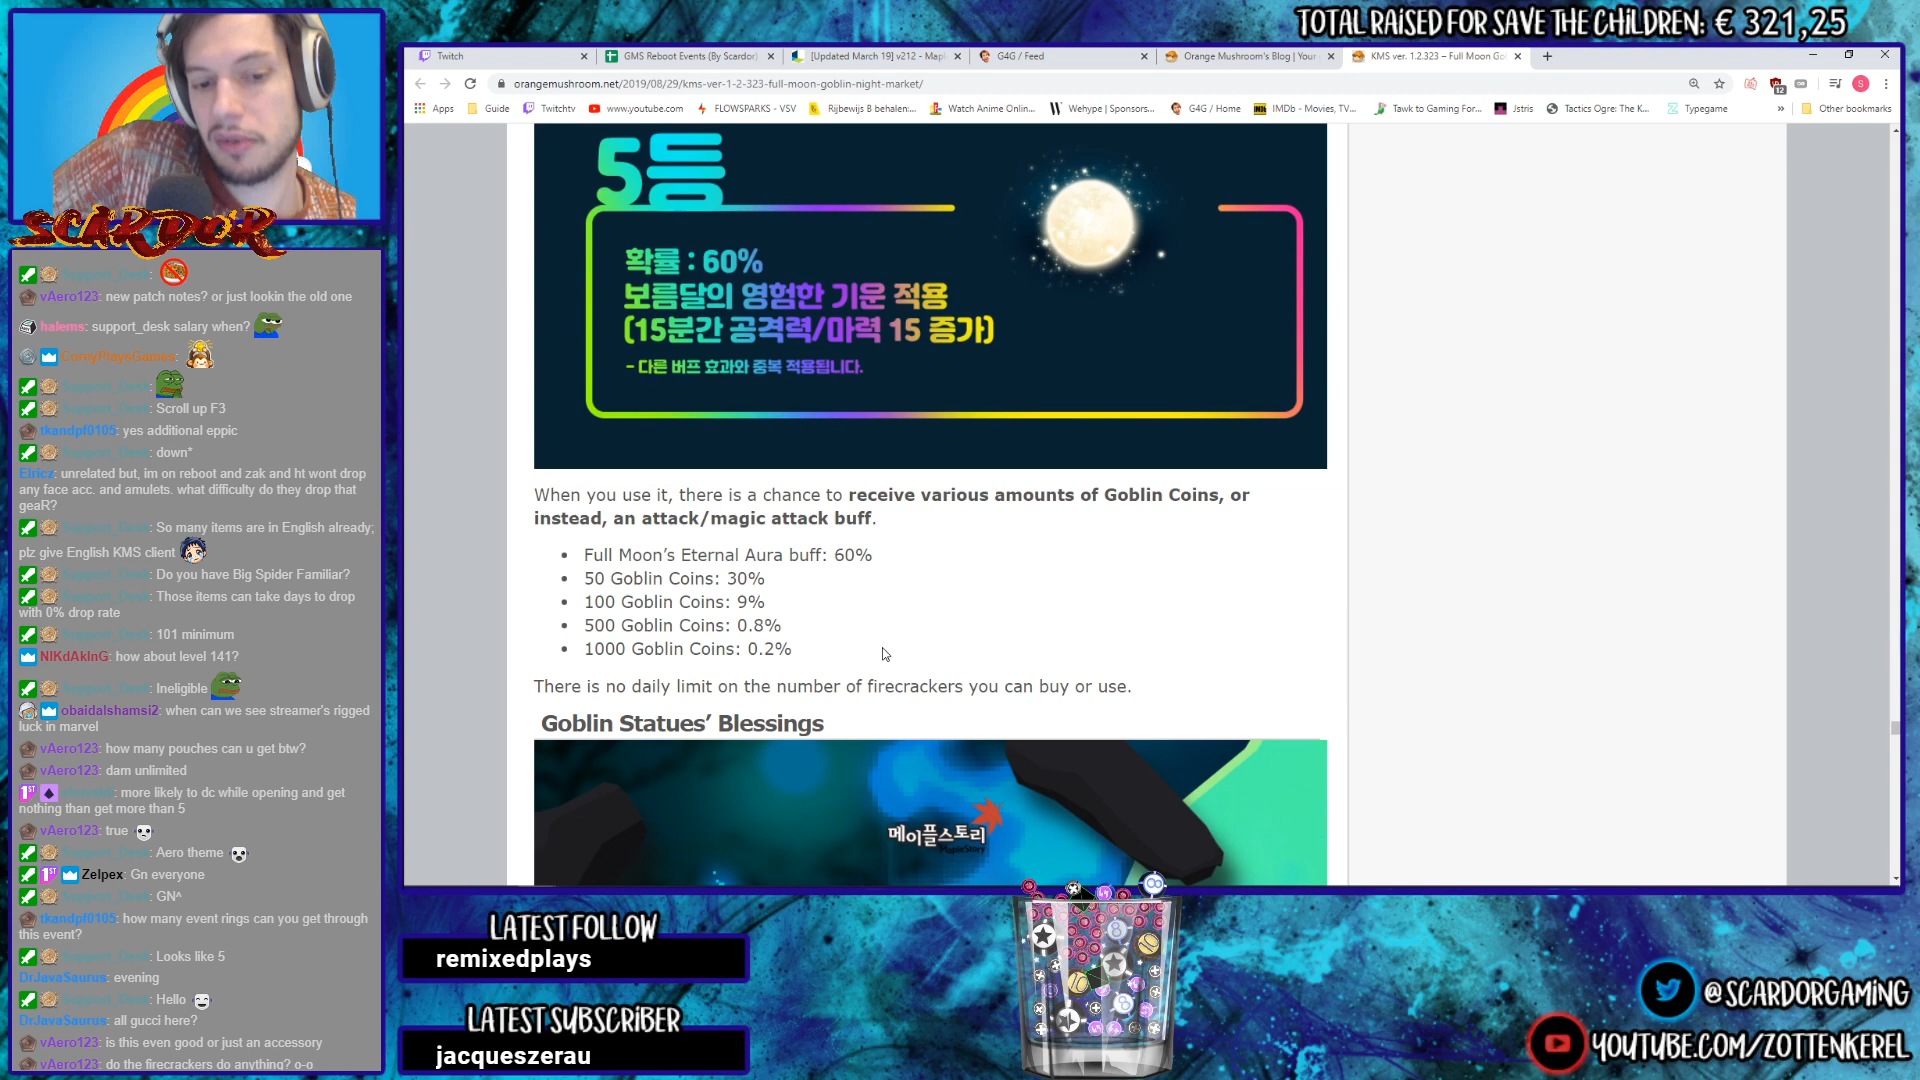 TOTAL RAISED FOR SAVE THE CHILDREN: € 321,25
Twitch
GMS Reboot Events (By Scardor)
[Updated March 19] v212 - Mapl
G4G / Feed
Orange Mushroom's Blog | Your
KMS ver. 1.2.323 – Full Moon Go
orangemushroom.net/2019/08/29/kms-ver-1-2-323-full-moon-goblin-night-market/
Apps
Guide
Twitchtv
www.youtube.com
FLOWSPARKS - VSV
Rijbewijs B behalen:...
Watch Anime Onlin...
Wehype | Sponsors...
G4G / Home
IMDb - Movies, TV...
Tawk to Gaming For...
Jstris
Tactics Ogre: The K...
Typegame
Other bookmarks
5등
확률 : 60%
보름달의 영험한 기운 적용
(15분간 공격력/마력 15 증가)
- 다른 버프 효과와 중복 적용됩니다.
When you use it, there is a chance to receive various amounts of Goblin Coins, or
instead, an attack/magic attack buff.
• Full Moon's Eternal Aura buff: 60%
• 50 Goblin Coins: 30%
• 100 Goblin Coins: 9%
• 500 Goblin Coins: 0.8%
• 1000 Goblin Coins: 0.2%
There is no daily limit on the number of firecrackers you can buy or use.
Goblin Statues' Blessings
메이플스토리
MapleStory
SCARDOR
Support_Desk:
vAero123: new patch notes? or just lookin the old one
halems: support_desk salary when?
CoreyPlaysGames:
Support_Desk:
Support_Desk: Scroll up F3
tkandpf0105: yes additional eppic
Support_Desk: down*
Elricz: unrelated but, im on reboot and zak and ht wont drop
any face acc. and amulets. what difficulty do they drop that
geaR?
Support_Desk: So many items are in English already;
plz give English KMS client
Support_Desk: Do you have Big Spider Familiar?
Support_Desk: Those items can take days to drop
with 0% drop rate
Support_Desk: 101 minimum
NIKdAkInG: how about level 141?
Support_Desk: Ineligible
obaidalshamsi2: when can we see streamer's rigged
luck in marvel
vAero123: how many pouches can u get btw?
vAero123: dam unlimited
: more likely to dc while opening and get
nothing than get more than 5
vAero123: true
Support_Desk: Aero theme
Zelpex: Gn everyone
Support_Desk: GN^
tkandpf0105: how many event rings can you get through
this event?
Support_Desk: Looks like 5
DrJavaSaurus: evening
Support_Desk: Hello
DrJavaSaurus: all gucci here?
vAero123: is this even good or just an accessory
vAero123: do the firecrackers do anything? o-o
LATEST FOLLOW
remixedplays
LATEST SUBSCRIBER
jacqueszerau
@SCARDORGAMING
YOUTUBE.COM/ZOTTENKEREL